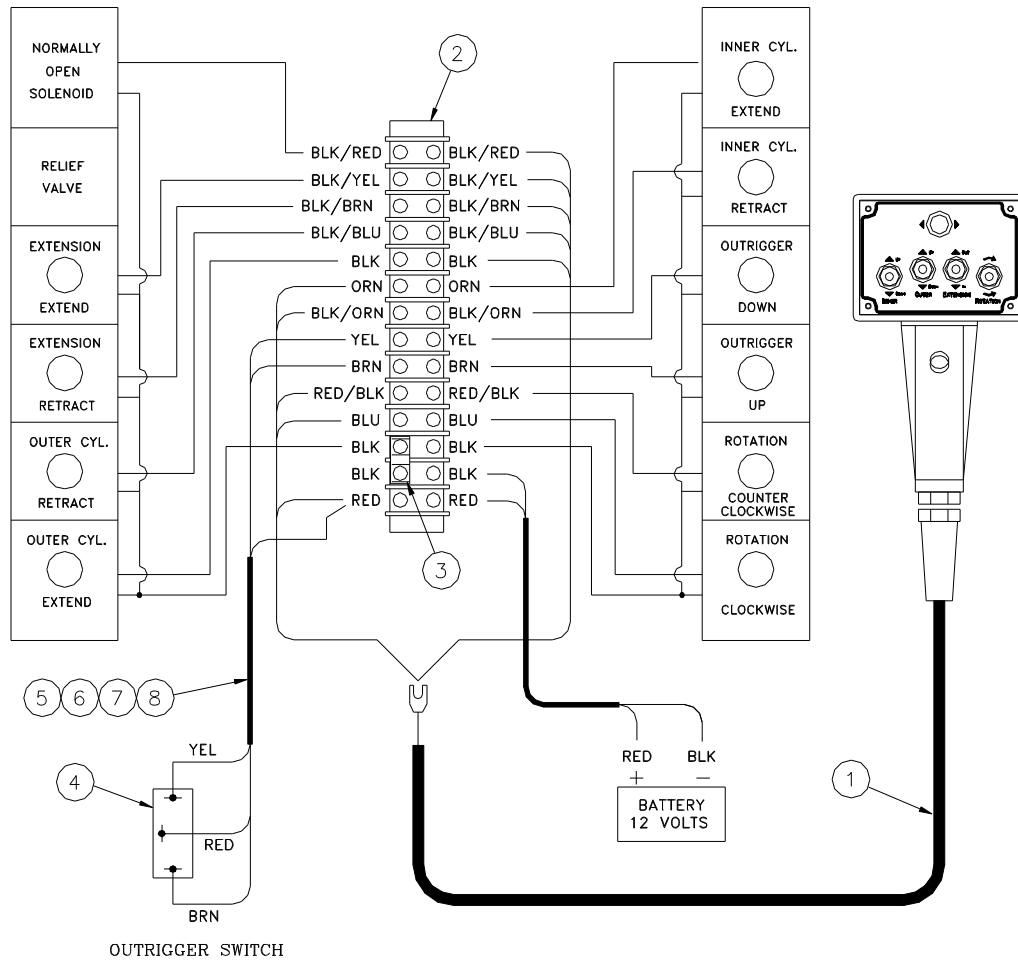 NORMALLY
OPEN
SOLENOID
RELIEF
VALVE
EXTENSION
EXTEND
EXTENSION
RETRACT
OUTER CYL.
RETRACT
OUTER CYL.
EXTEND
2
BLK/RED BLK/RED
BLK/YEL BLK/YEL
BLK/BRN BLK/BRN
BLK/BLU BLK/BLU
BLK BLK
ORN ORN
BLK/ORN BLK/ORN
YEL YEL
BRN BRN
RED/BLK RED/BLK
BLU BLU
BLK BLK
BLK BLK
RED RED
3
INNER CYL.
EXTEND
INNER CYL.
RETRACT
OUTRIGGER
DOWN
OUTRIGGER
UP
ROTATION
COUNTER
CLOCKWISE
ROTATION
CLOCKWISE
OUTER
EXTENSION
ROTATION
5 6 7 8
4
YEL
RED
BRN
OUTRIGGER SWITCH
RED BLK
+ −
BATTERY
12 VOLTS
1